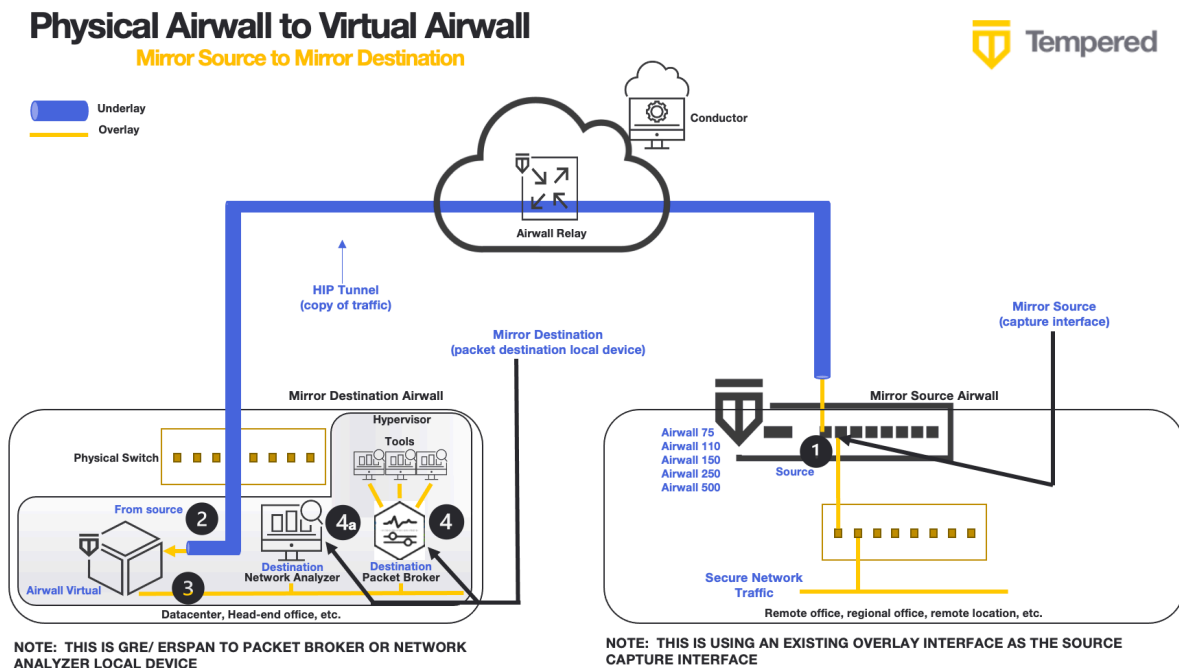 Physical Airwall to Virtual Airwall
Mirror Source to Mirror Destination
Tempered
Underlay
Overlay
Conductor
Airwall Relay
HIP Tunnel
(copy of traffic)
Mirror Destination
(packet destination local device)
Mirror Source
(capture interface)
Mirror Destination Airwall
Hypervisor
Tools
Physical Switch
From source
2
4a
4
Destination
Network Analyzer
Destination
Packet Broker
Airwall Virtual
3
Datacenter, Head-end office, etc.
NOTE: THIS IS GRE/ ERSPAN TO PACKET BROKER OR NETWORK
ANALYZER LOCAL DEVICE
Mirror Source Airwall
Airwall 75
Airwall 110
Airwall 150
Airwall 250
Airwall 500
1
Source
Secure Network
Traffic
Remote office, regional office, remote location, etc.
NOTE: THIS IS USING AN EXISTING OVERLAY INTERFACE AS THE SOURCE
CAPTURE INTERFACE